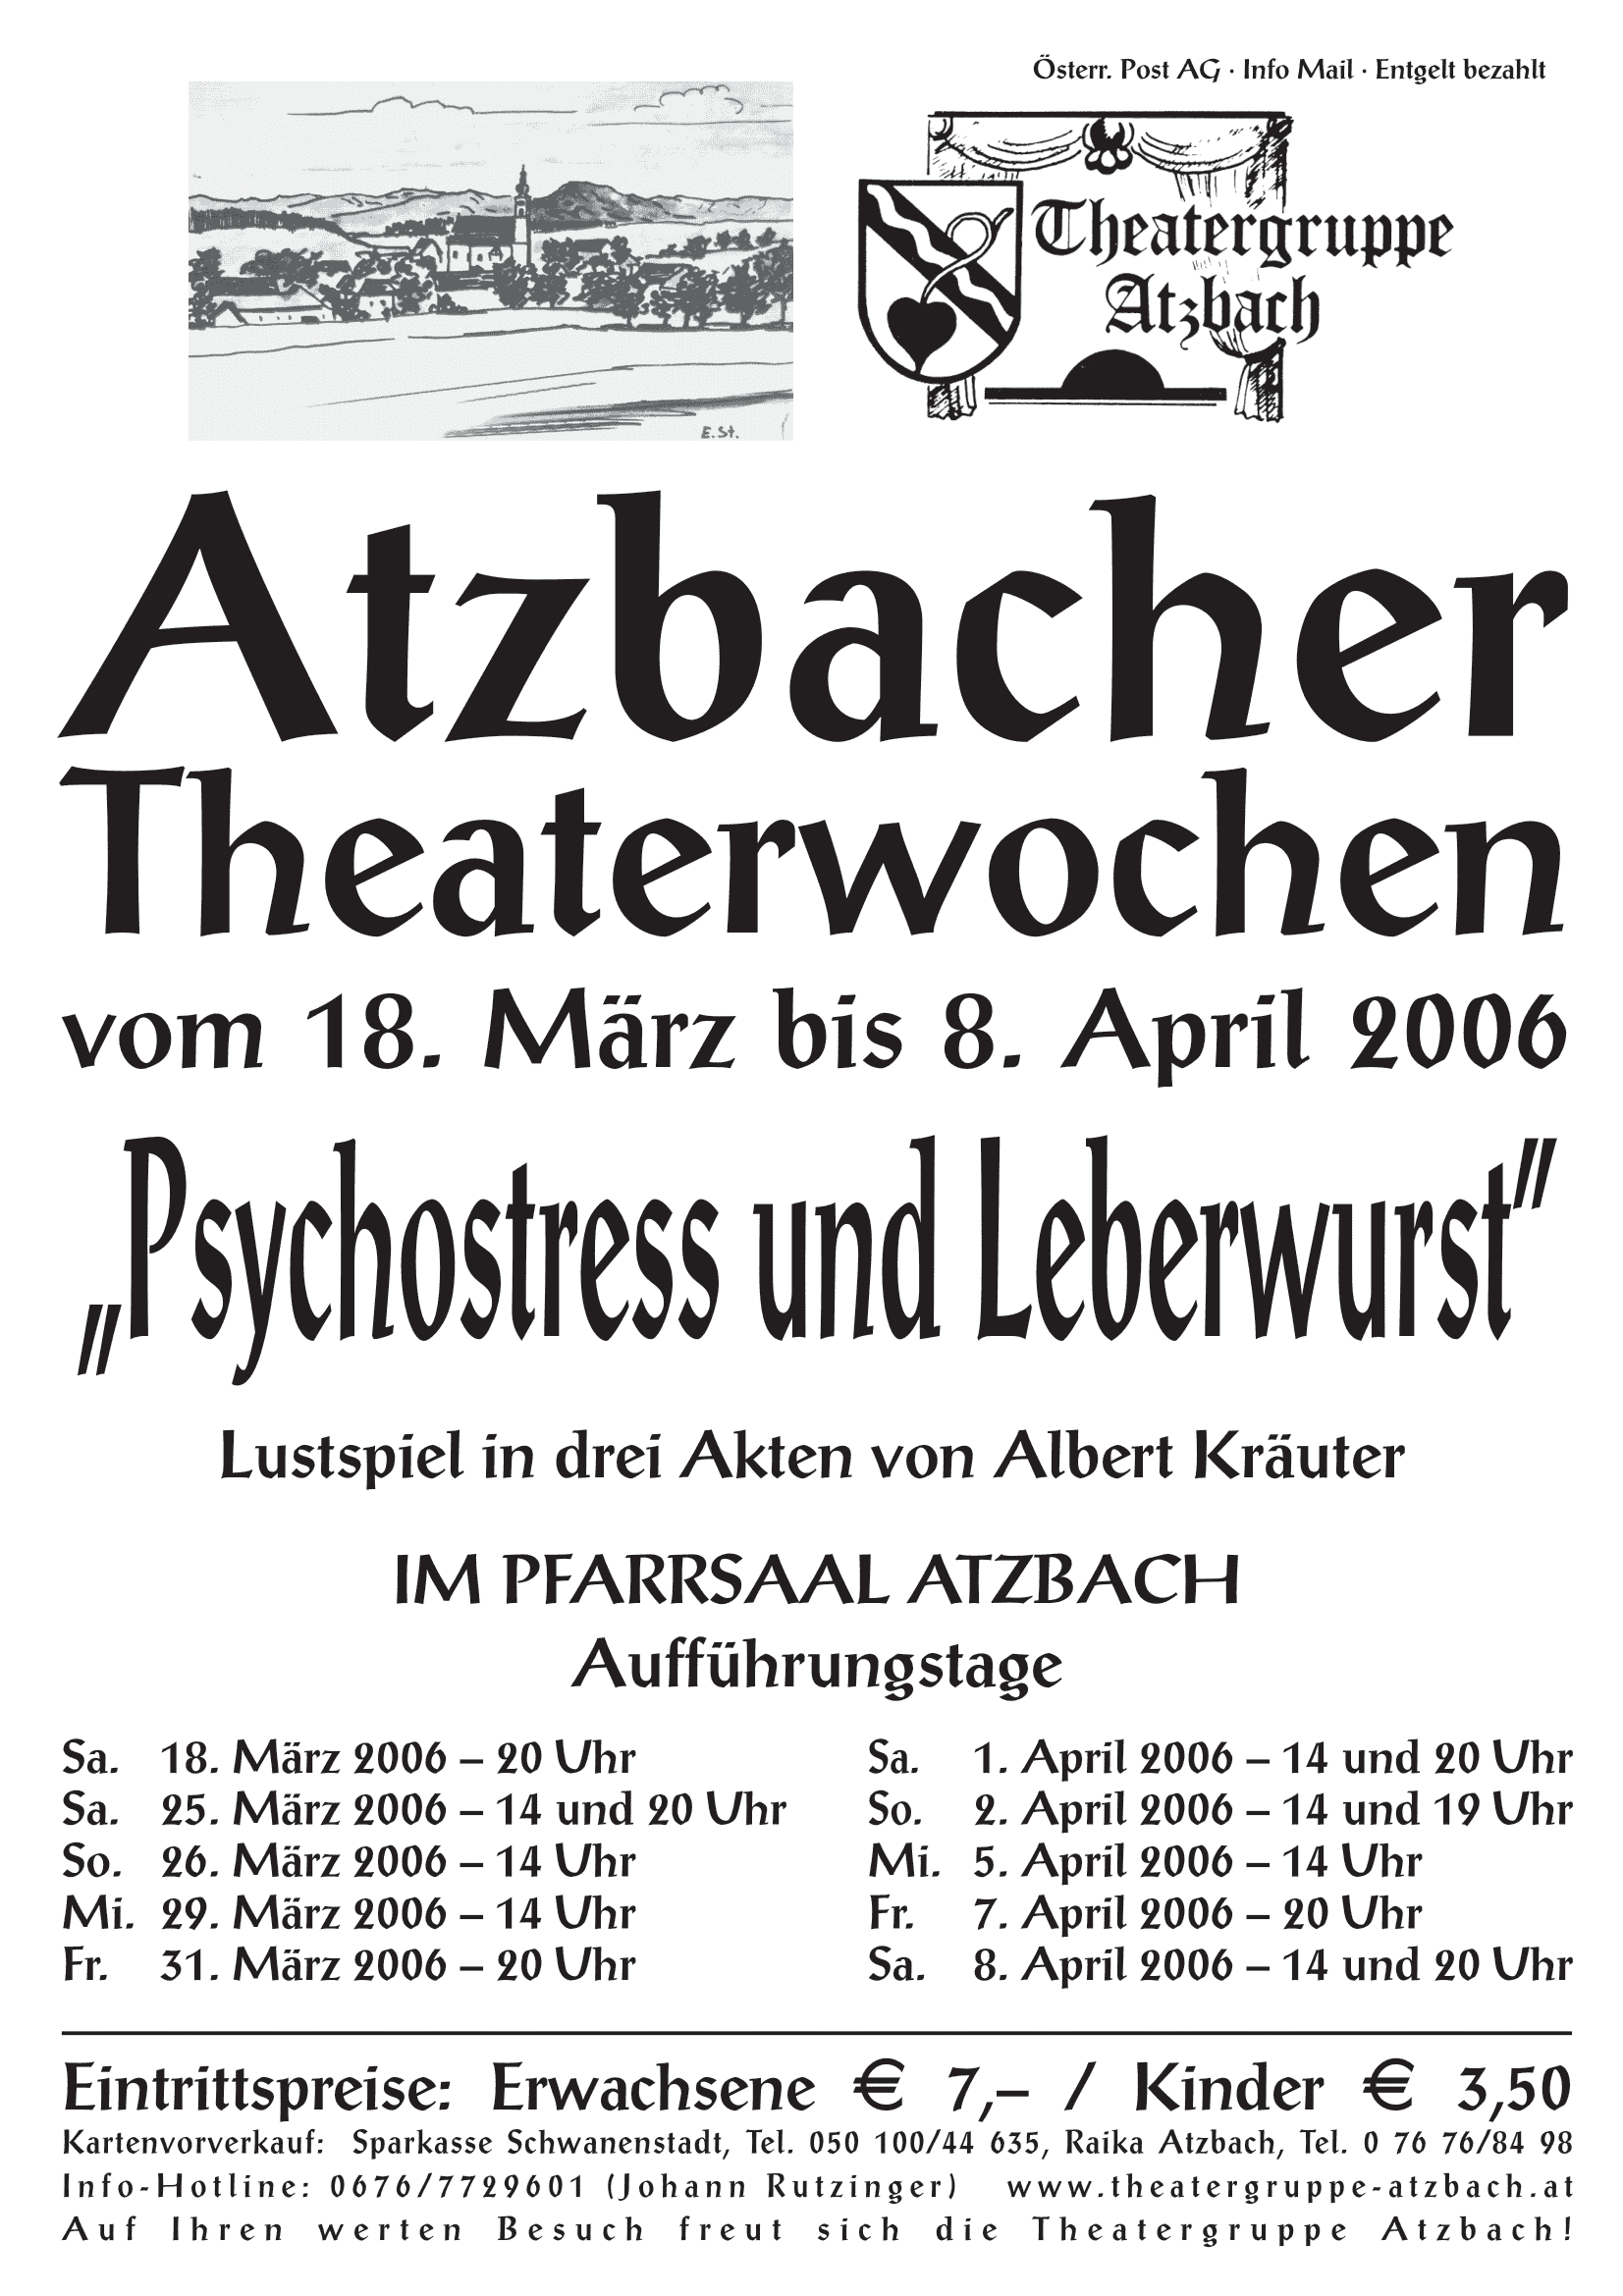 Österr. Post AG · Info Mail · Entgelt bezahlt
E.St.
Theatergruppe
Atzbach
Atzbacher
Theaterwochen
vom 18. März bis 8. April 2006
„Psychostress und Leberwurst"
Lustspiel in drei Akten von Albert Kräuter
IM PFARRSAAL ATZBACH
Aufführungstage
Sa. 18. März 2006 – 20 Uhr
Sa. 25. März 2006 – 14 und 20 Uhr
So. 26. März 2006 – 14 Uhr
Mi. 29. März 2006 – 14 Uhr
Fr. 31. März 2006 – 20 Uhr
Sa. 1. April 2006 – 14 und 20 Uhr
So. 2. April 2006 – 14 und 19 Uhr
Mi. 5. April 2006 – 14 Uhr
Fr. 7. April 2006 – 20 Uhr
Sa. 8. April 2006 – 14 und 20 Uhr
Eintrittspreise: Erwachsene € 7,– / Kinder € 3,50
Kartenvorverkauf: Sparkasse Schwanenstadt, Tel. 050 100/44 635, Raika Atzbach, Tel. 0 76 76/84 98
Info-Hotline: 0676/7729601 (Johann Rutzinger) www.theatergruppe-atzbach.at
Auf Ihren werten Besuch freut sich die Theatergruppe Atzbach!